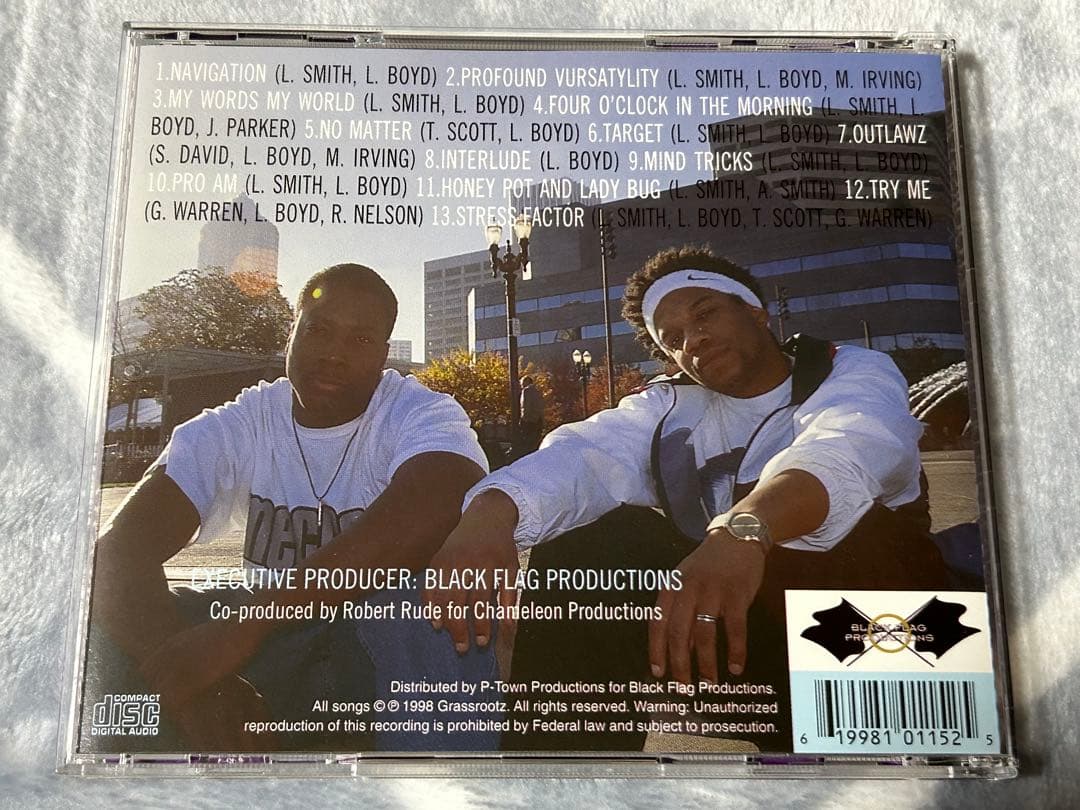 1.NAVIGATION (L. SMITH, L. BOYD) 2.PROFOUND VURSATYLITY (L. SMITH, L. BOYD, M. IRVING)
3.MY WORDS MY WORLD (L. SMITH, L. BOYD) 4.FOUR O'CLOCK IN THE MORNING (L. SMITH, L.
BOYD, J. PARKER) 5.NO MATTER (T. SCOTT, L. BOYD) 6.TARGET (L. SMITH, L. BOYD) 7.OUTLAWZ
(S. DAVID, L. BOYD, M. IRVING) 8.INTERLUDE (L. BOYD) 9.MIND TRICKS (L. SMITH, L. BOYD)
10.PRO AM (L. SMITH, L. BOYD) 11.HONEY POT AND LADY BUG (L. SMITH, A. SMITH) 12.TRY ME
(G. WARREN, L. BOYD, R. NELSON) 13.STRESS FACTOR (L. SMITH, L. BOYD, T. SCOTT, G. WARREN)
EXECUTIVE PRODUCER: BLACK FLAG PRODUCTIONS
Co-produced by Robert Rude for Chameleon Productions
BLACK FLAG
PRODUCTIONS
Distributed by P-Town Productions for Black Flag Productions.
All songs © ℗ 1998 Grassrootz. All rights reserved. Warning: Unauthorized
reproduction of this recording is prohibited by Federal law and subject to prosecution.
COMPACT
disc
DIGITAL AUDIO
6 19981 01152 5